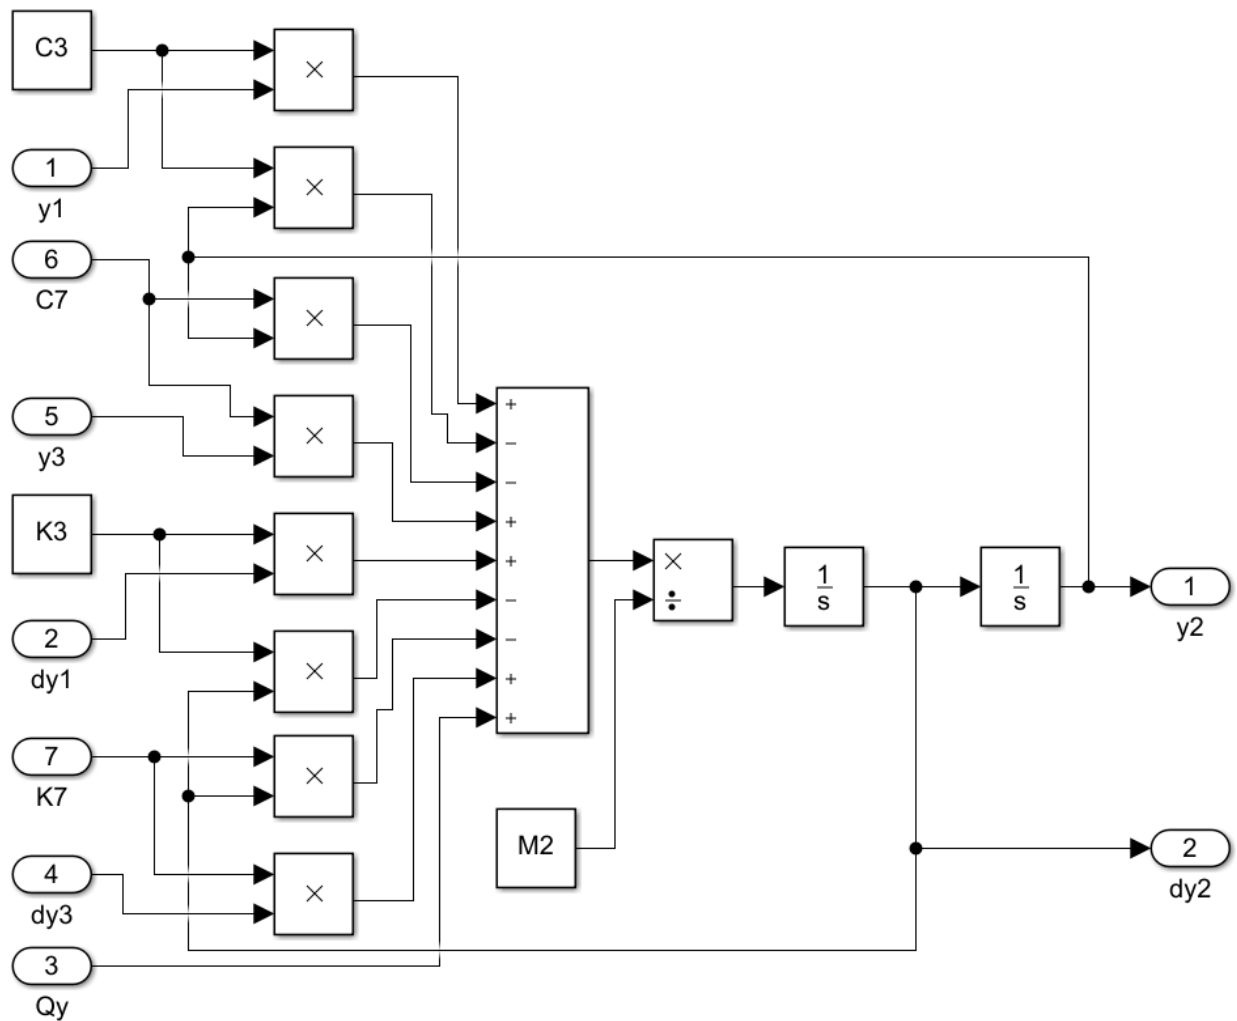 C3
×
1
y1
×
6
C7
×
5
y3
×
K3
×
2
dy1
×
7
K7
×
4
dy3
×
3
Qy
+
−
−
+
+
−
−
+
+
M2
×
÷
1
s
1
s
1
y2
2
dy2